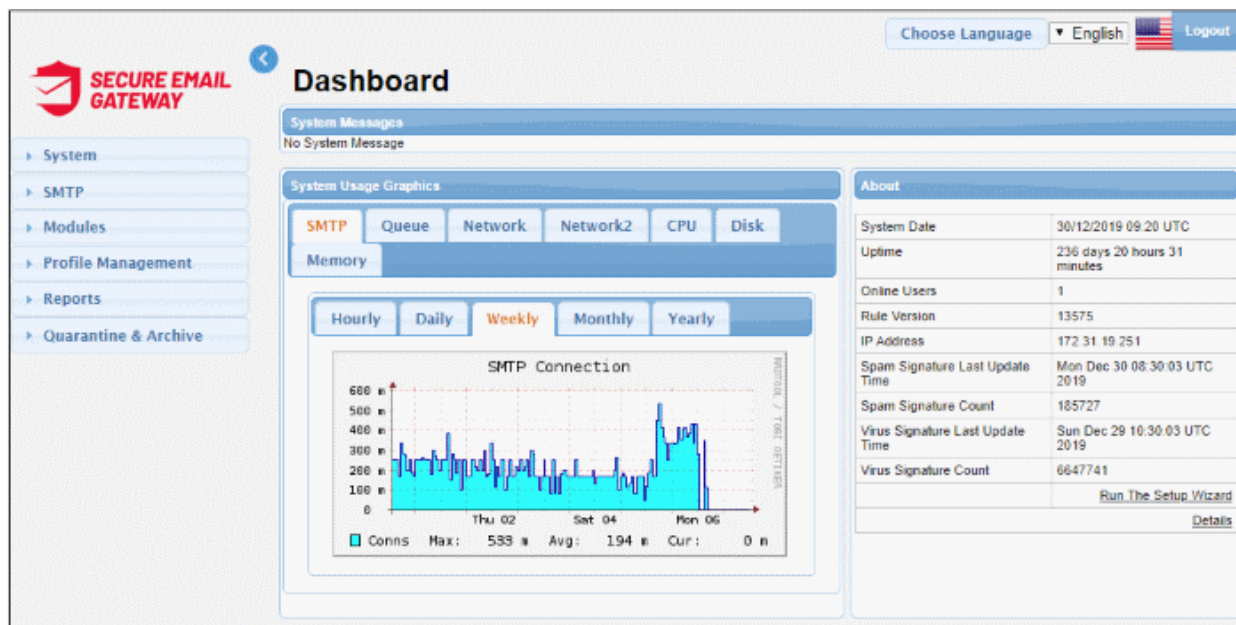 Choose Language
English
Logout
SECURE EMAIL
GATEWAY
Dashboard
System Messages
No System Message
System
SMTP
Modules
Profile Management
Reports
Quarantine & Archive
System Usage Graphics
SMTP Queue Network Network2 CPU Disk
Memory
Hourly Daily Weekly Monthly Yearly
SMTP Connection
600 m
500 m
400 m
300 m
200 m
100 m
0
Thu 02 Sat 04 Mon 06
Conns Max: 533 m Avg: 194 m Cur: 0 m
RRDTOOL / TOBI OETIKER
About
System Date 30/12/2019 09:20 UTC
Uptime 236 days 20 hours 31
minutes
Online Users 1
Rule Version 13575
IP Address 172.31.19.251
Spam Signature Last Update Mon Dec 30 08:30:03 UTC
Time 2019
Spam Signature Count 185727
Virus Signature Last Update Sun Dec 29 10:30:03 UTC
Time 2019
Virus Signature Count 6647741
Run The Setup Wizard
Details